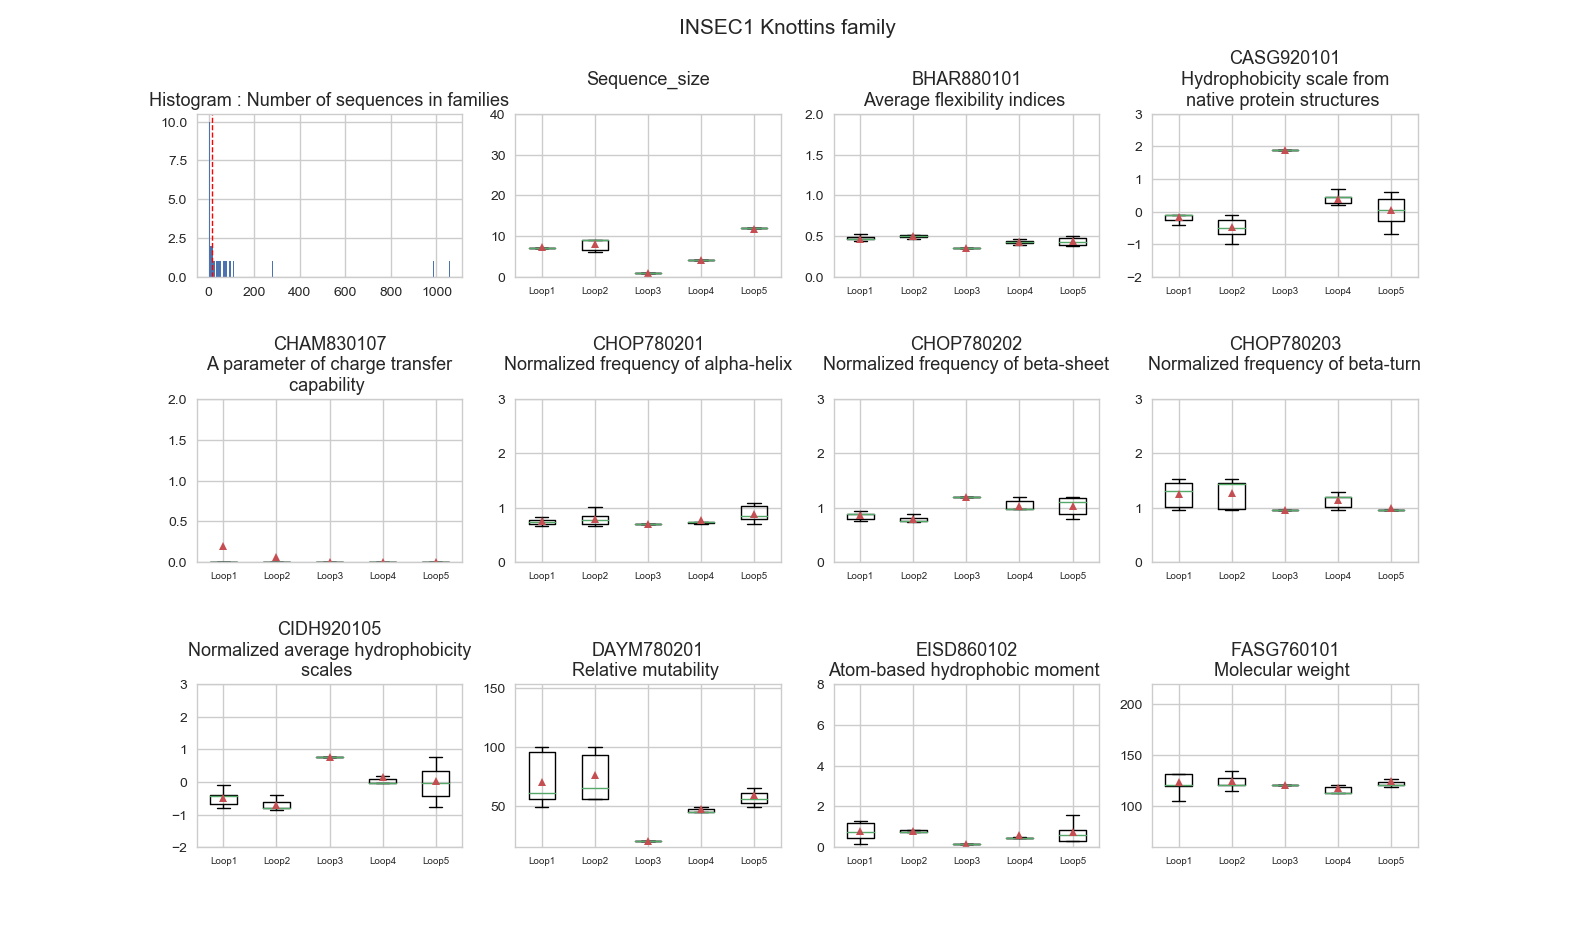 INSEC1 Knottins family
Histogram : Number of sequences in families
10.0
7.5
5.0
2.5
0.0
0 200 400 600 800 1000
Sequence_size
40
30
20
10
0
Loop1 Loop2 Loop3 Loop4 Loop5
BHAR880101
Average flexibility indices
2.0
1.5
1.0
0.5
0.0
Loop1 Loop2 Loop3 Loop4 Loop5
CASG920101
Hydrophobicity scale from
native protein structures
3
2
1
0
−1
−2
Loop1 Loop2 Loop3 Loop4 Loop5
CHAM830107
A parameter of charge transfer
capability
2.0
1.5
1.0
0.5
0.0
Loop1 Loop2 Loop3 Loop4 Loop5
CHOP780201
Normalized frequency of alpha-helix
3
2
1
0
Loop1 Loop2 Loop3 Loop4 Loop5
CHOP780202
Normalized frequency of beta-sheet
3
2
1
0
Loop1 Loop2 Loop3 Loop4 Loop5
CHOP780203
Normalized frequency of beta-turn
3
2
1
0
Loop1 Loop2 Loop3 Loop4 Loop5
CIDH920105
Normalized average hydrophobicity
scales
3
2
1
0
−1
−2
Loop1 Loop2 Loop3 Loop4 Loop5
DAYM780201
Relative mutability
150
100
50
Loop1 Loop2 Loop3 Loop4 Loop5
EISD860102
Atom-based hydrophobic moment
8
6
4
2
0
Loop1 Loop2 Loop3 Loop4 Loop5
FASG760101
Molecular weight
200
150
100
Loop1 Loop2 Loop3 Loop4 Loop5